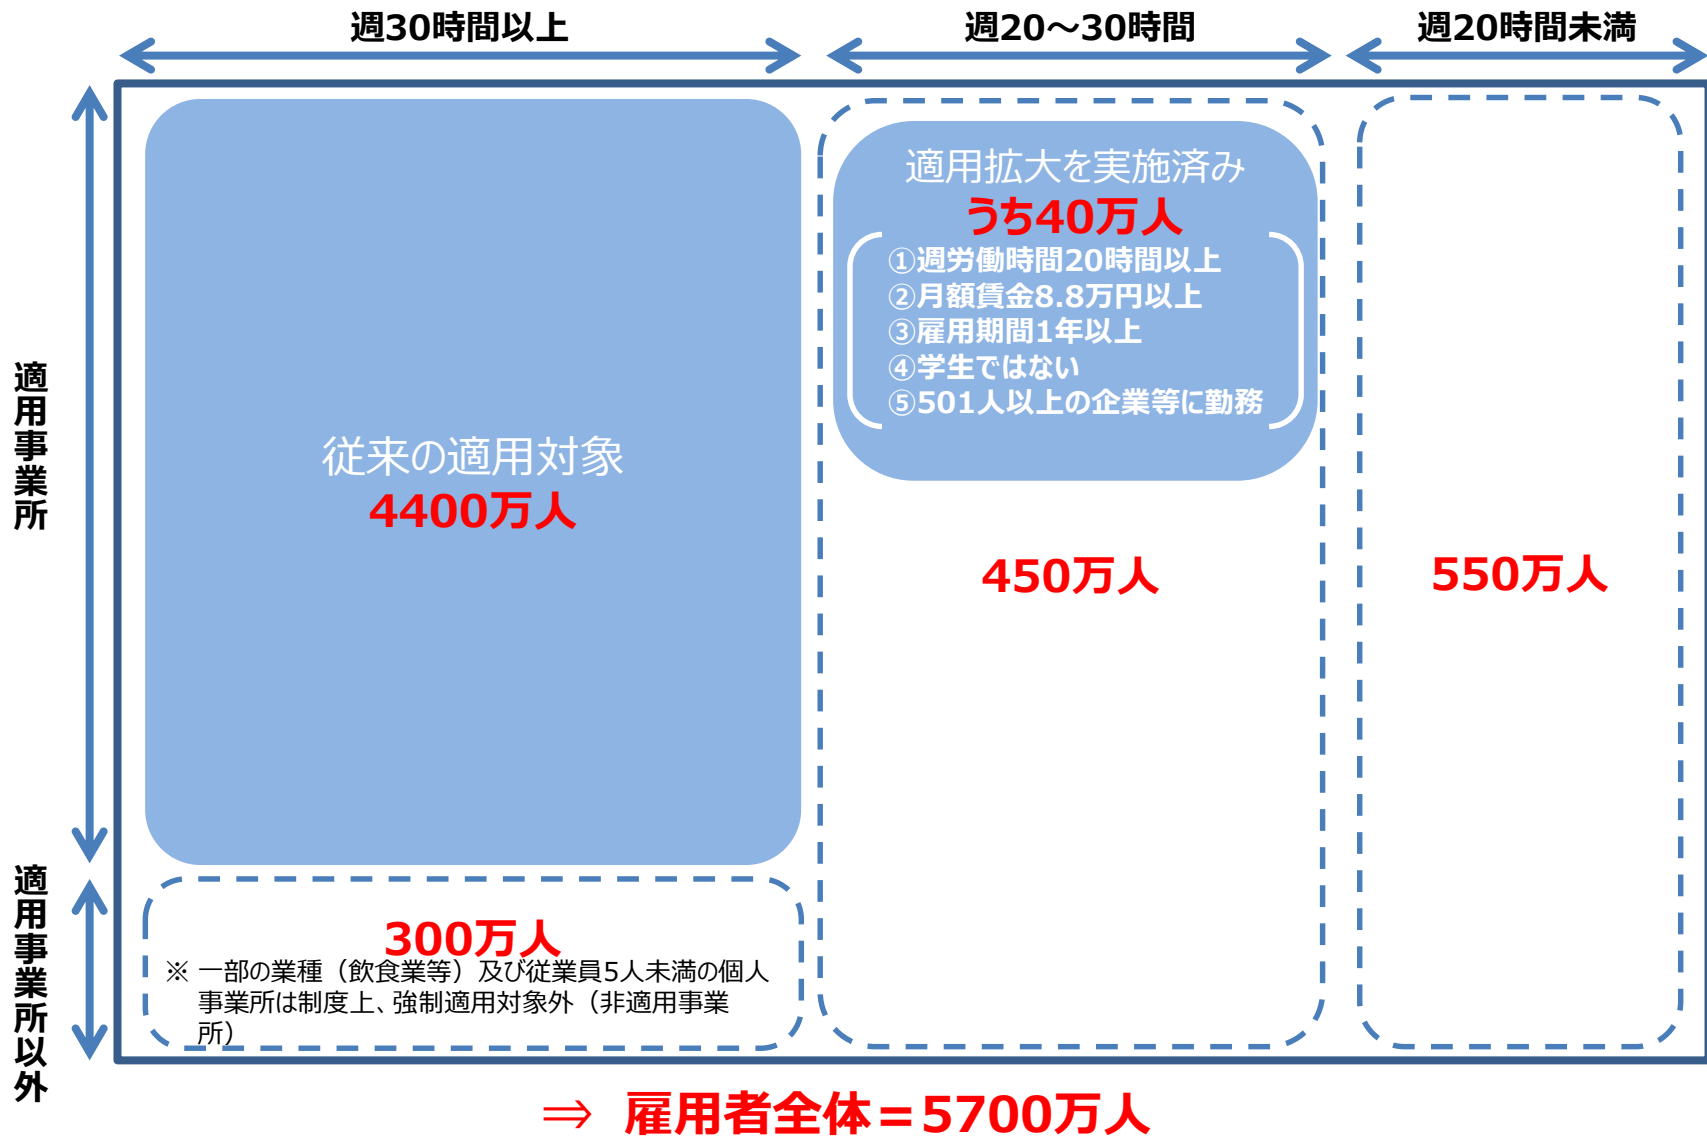 週30時間以上
週20～30時間
週20時間未満
適用事業所
従来の適用対象
4400万人
適用拡大を実施済み
うち40万人
①週労働時間20時間以上
②月額賃金8.8万円以上
③雇用期間1年以上
④学生ではない
⑤501人以上の企業等に勤務
450万人
550万人
適用事業所以外
300万人
※ 一部の業種（飲食業等）及び従業員5人未満の個人
事業所は制度上、強制適用対象外（非適用事業
所）
⇒ 雇用者全体＝5700万人